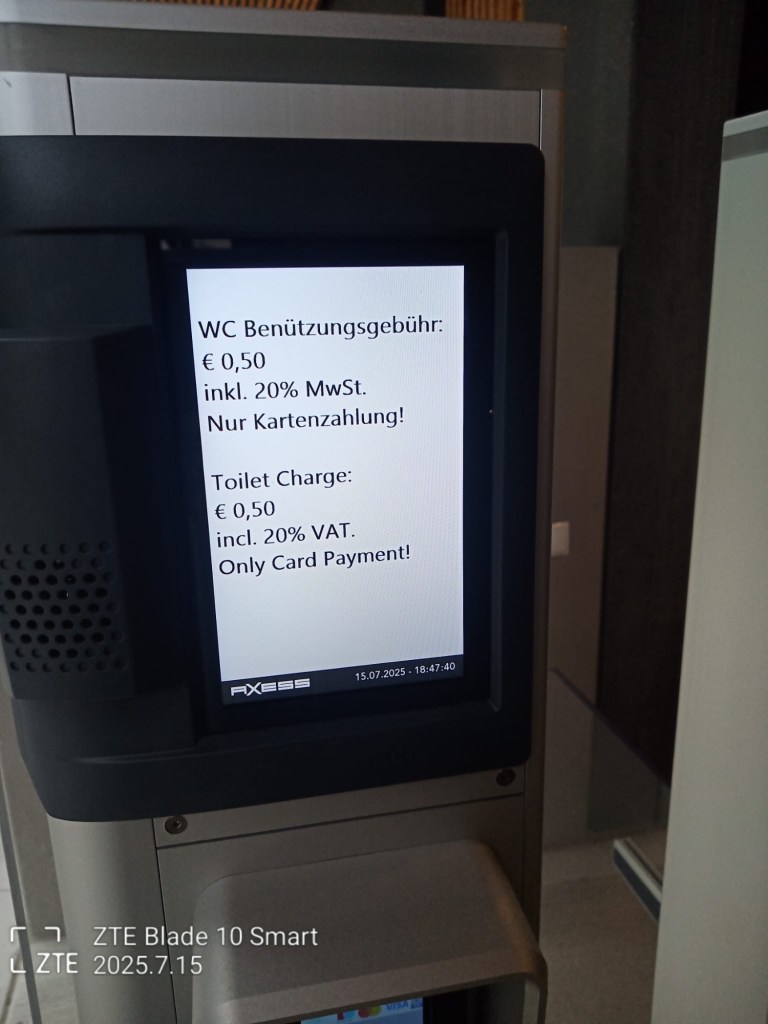 WC Benützungsgebühr:
€ 0,50
inkl. 20% MwSt.
Nur Kartenzahlung!
Toilet Charge:
€ 0,50
incl. 20% VAT.
Only Card Payment!
AXESS 15.07.2025 - 18:47:40
VISA
ZTE Blade 10 Smart
ZTE 2025.7.15